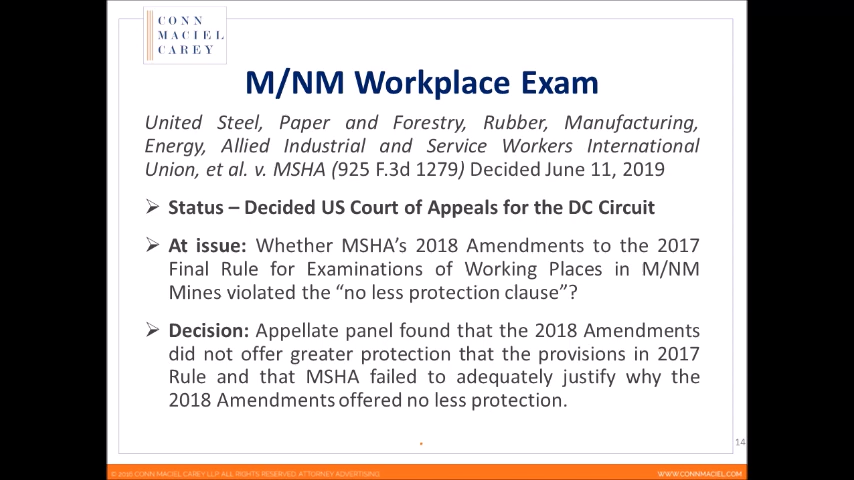 CONN
MACIEL
CAREY
M/NM Workplace Exam
United Steel, Paper and Forestry, Rubber, Manufacturing,
Energy, Allied Industrial and Service Workers International
Union, et al. v. MSHA (925 F.3d 1279) Decided June 11, 2019
➢ Status – Decided US Court of Appeals for the DC Circuit
➢ At issue: Whether MSHA's 2018 Amendments to the 2017
Final Rule for Examinations of Working Places in M/NM
Mines violated the “no less protection clause”?
➢ Decision: Appellate panel found that the 2018 Amendments
did not offer greater protection that the provisions in 2017
Rule and that MSHA failed to adequately justify why the
2018 Amendments offered no less protection.
14
CONN MACIEL CAREY LLP ALL RIGHTS RESERVED ATTORNEY ADVERTISING
WWW.CONNMACIEL.COM